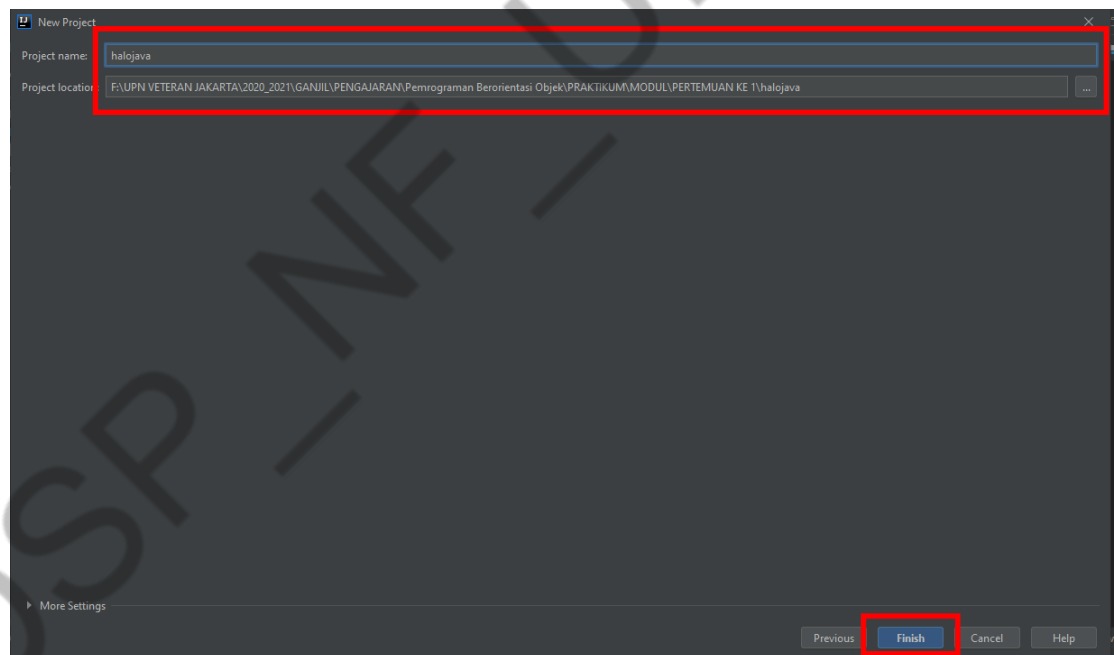 New Project
Project name: halojava
Project location: F:\UPN VETERAN JAKARTA\2020_2021\GANJIL\PENGAJARAN\Pemrograman Berorientasi Objek\PRAKTIKUM\MODUL\PERTEMUAN KE 1\halojava ...
More Settings
Previous Finish Cancel Help